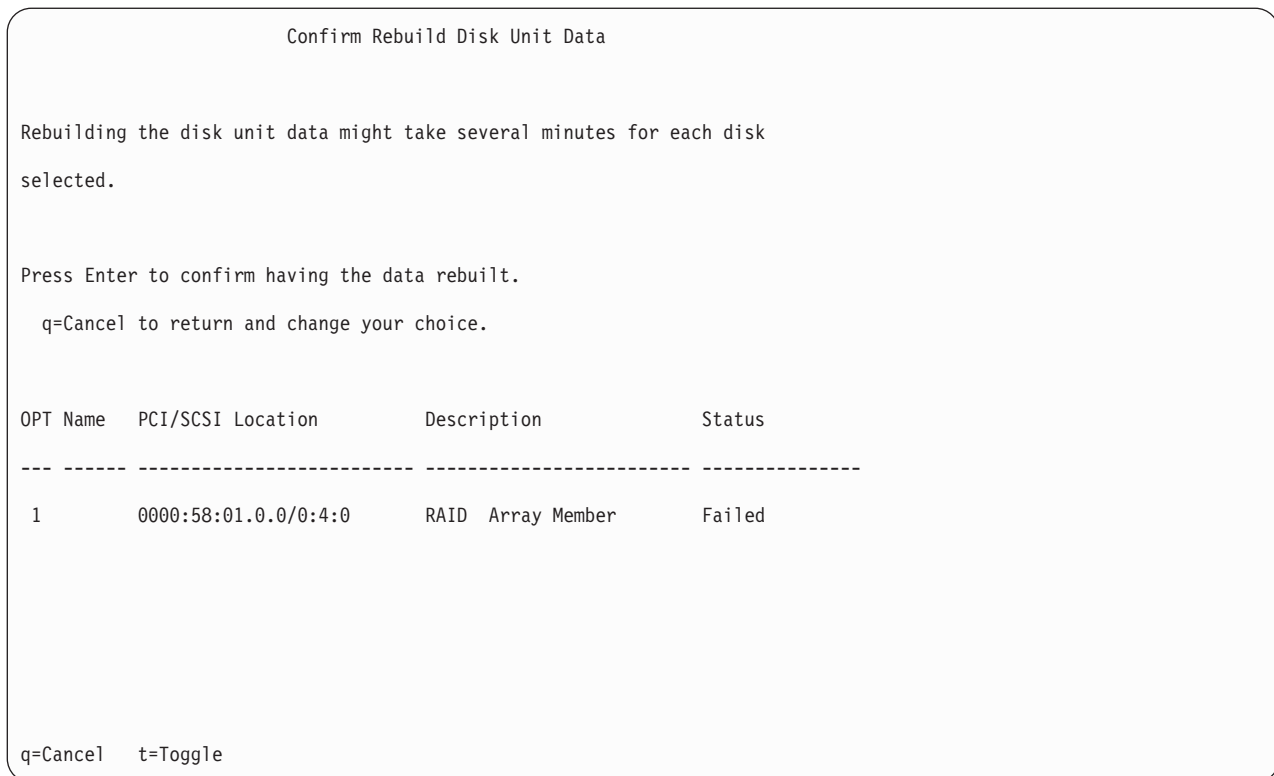 Confirm Rebuild Disk Unit Data
Rebuilding the disk unit data might take several minutes for each disk
selected.
Press Enter to confirm having the data rebuilt.
q=Cancel to return and change your choice.
OPT Name   PCI/SCSI Location          Description               Status
--- ------ -------------------------- ------------------------- ---------------
1          0000:58:01.0.0/0:4:0       RAID  Array Member        Failed
q=Cancel   t=Toggle